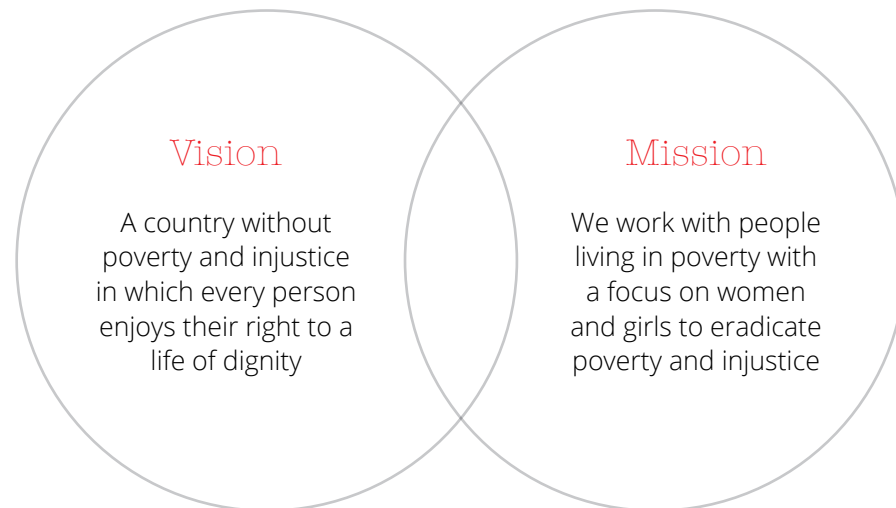 Vision
A country without
poverty and injustice
in which every person
enjoys their right to a
life of dignity
Mission
We work with people
living in poverty with
a focus on women
and girls to eradicate
poverty and injustice